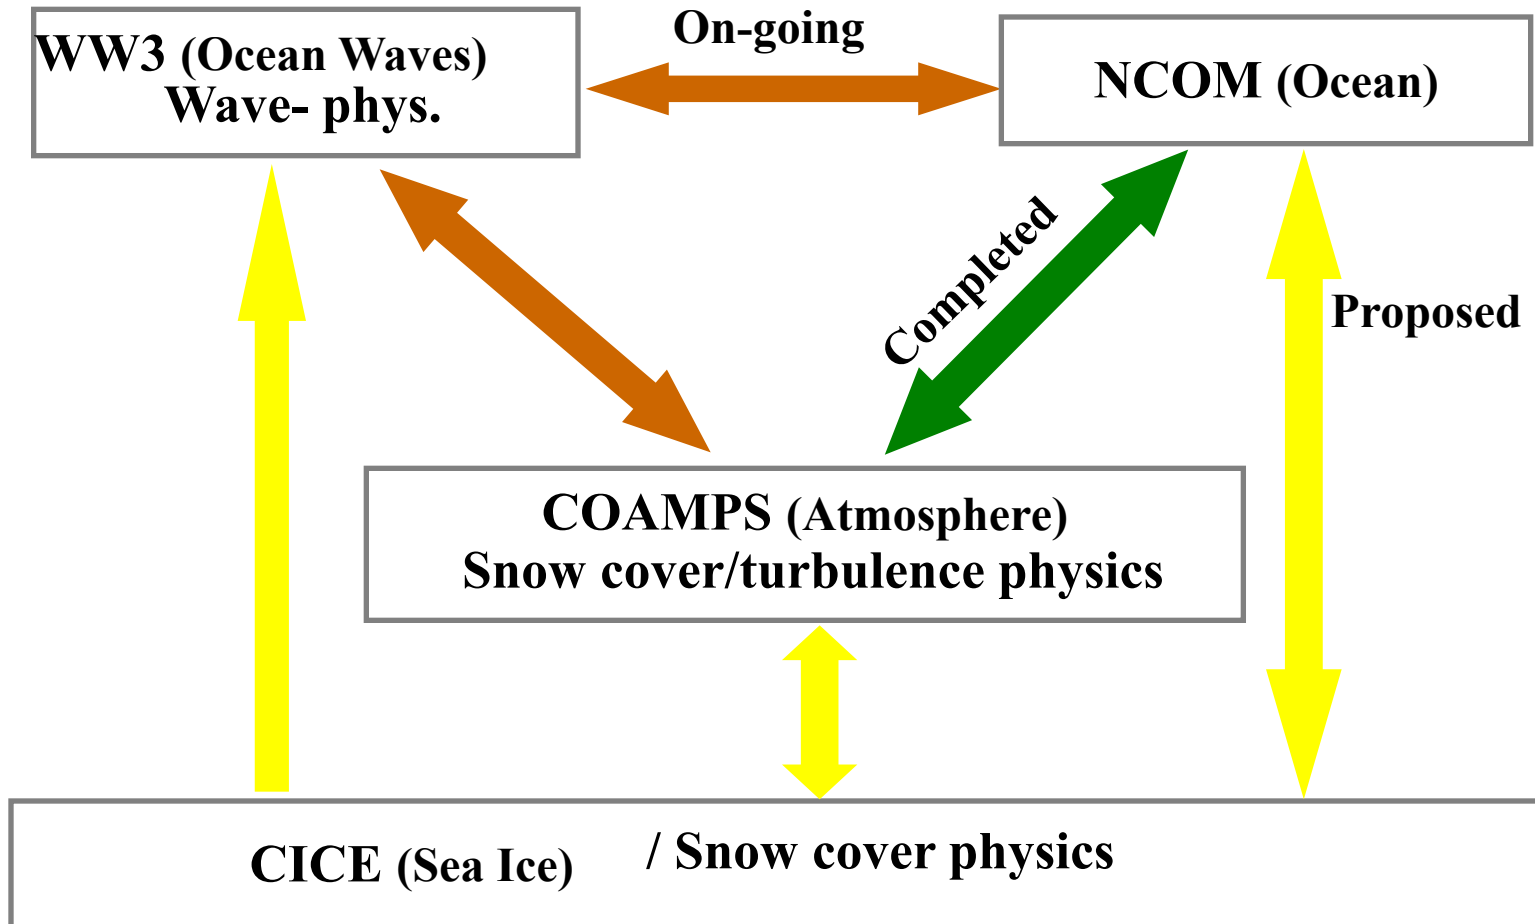 WW3 (Ocean Waves)
Wave- phys.
On-going
NCOM (Ocean)
Completed
Proposed
COAMPS (Atmosphere)
Snow cover/turbulence physics
CICE (Sea Ice) / Snow cover physics